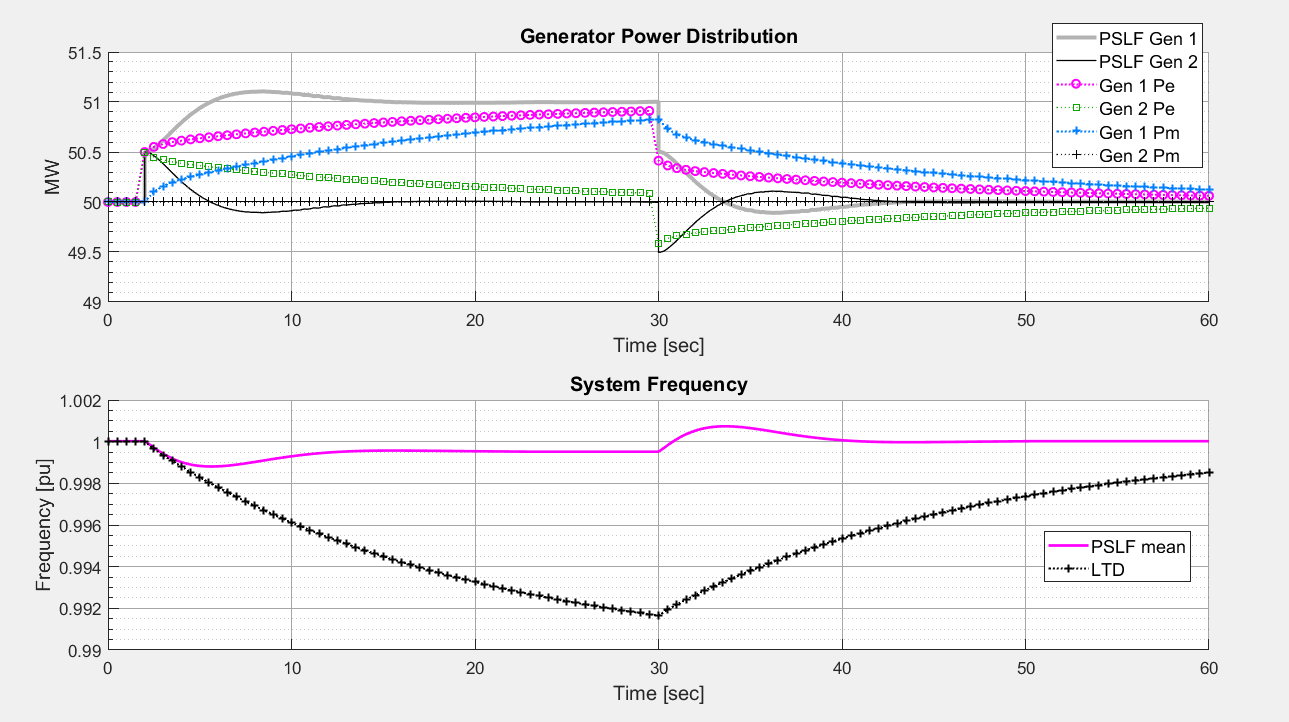 Generator Power Distribution
51.5
51
50.5
50
49.5
49
MW
0 10 20 30 40 50 60
Time [sec]
PSLF Gen 1
PSLF Gen 2
Gen 1 Pe
Gen 2 Pe
Gen 1 Pm
Gen 2 Pm
System Frequency
1.002
1
0.998
0.996
0.994
0.992
0.99
Frequency [pu]
0 10 20 30 40 50 60
Time [sec]
PSLF mean
LTD